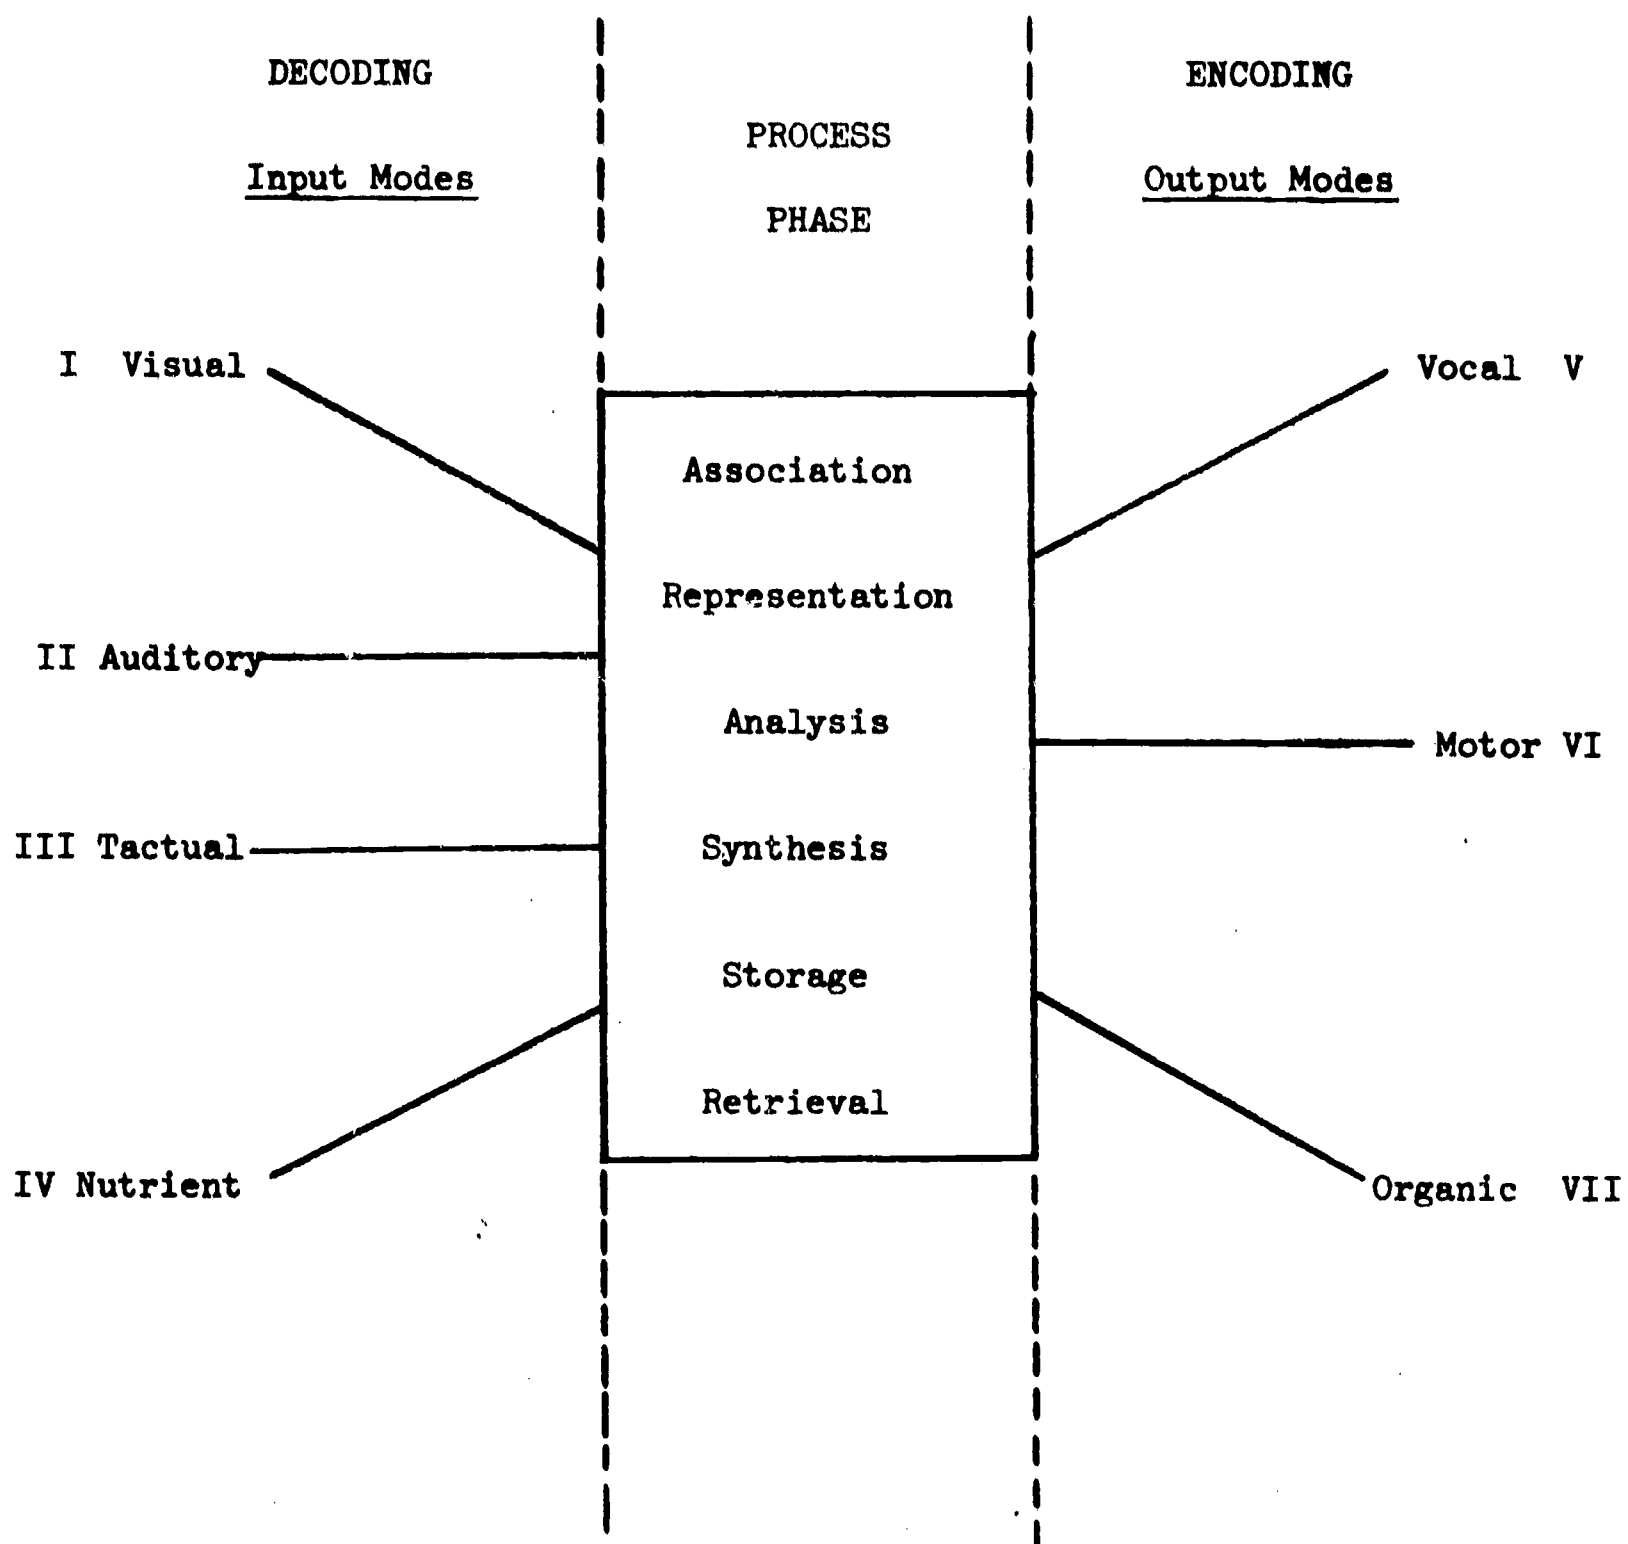 DECODING
Input Modes
I Visual
II Auditory
III Tactual
IV Nutrient
PROCESS
PHASE
Association
Representation
Analysis
Synthesis
Storage
Retrieval
ENCODING
Output Modes
Vocal V
Motor VI
Organic VII